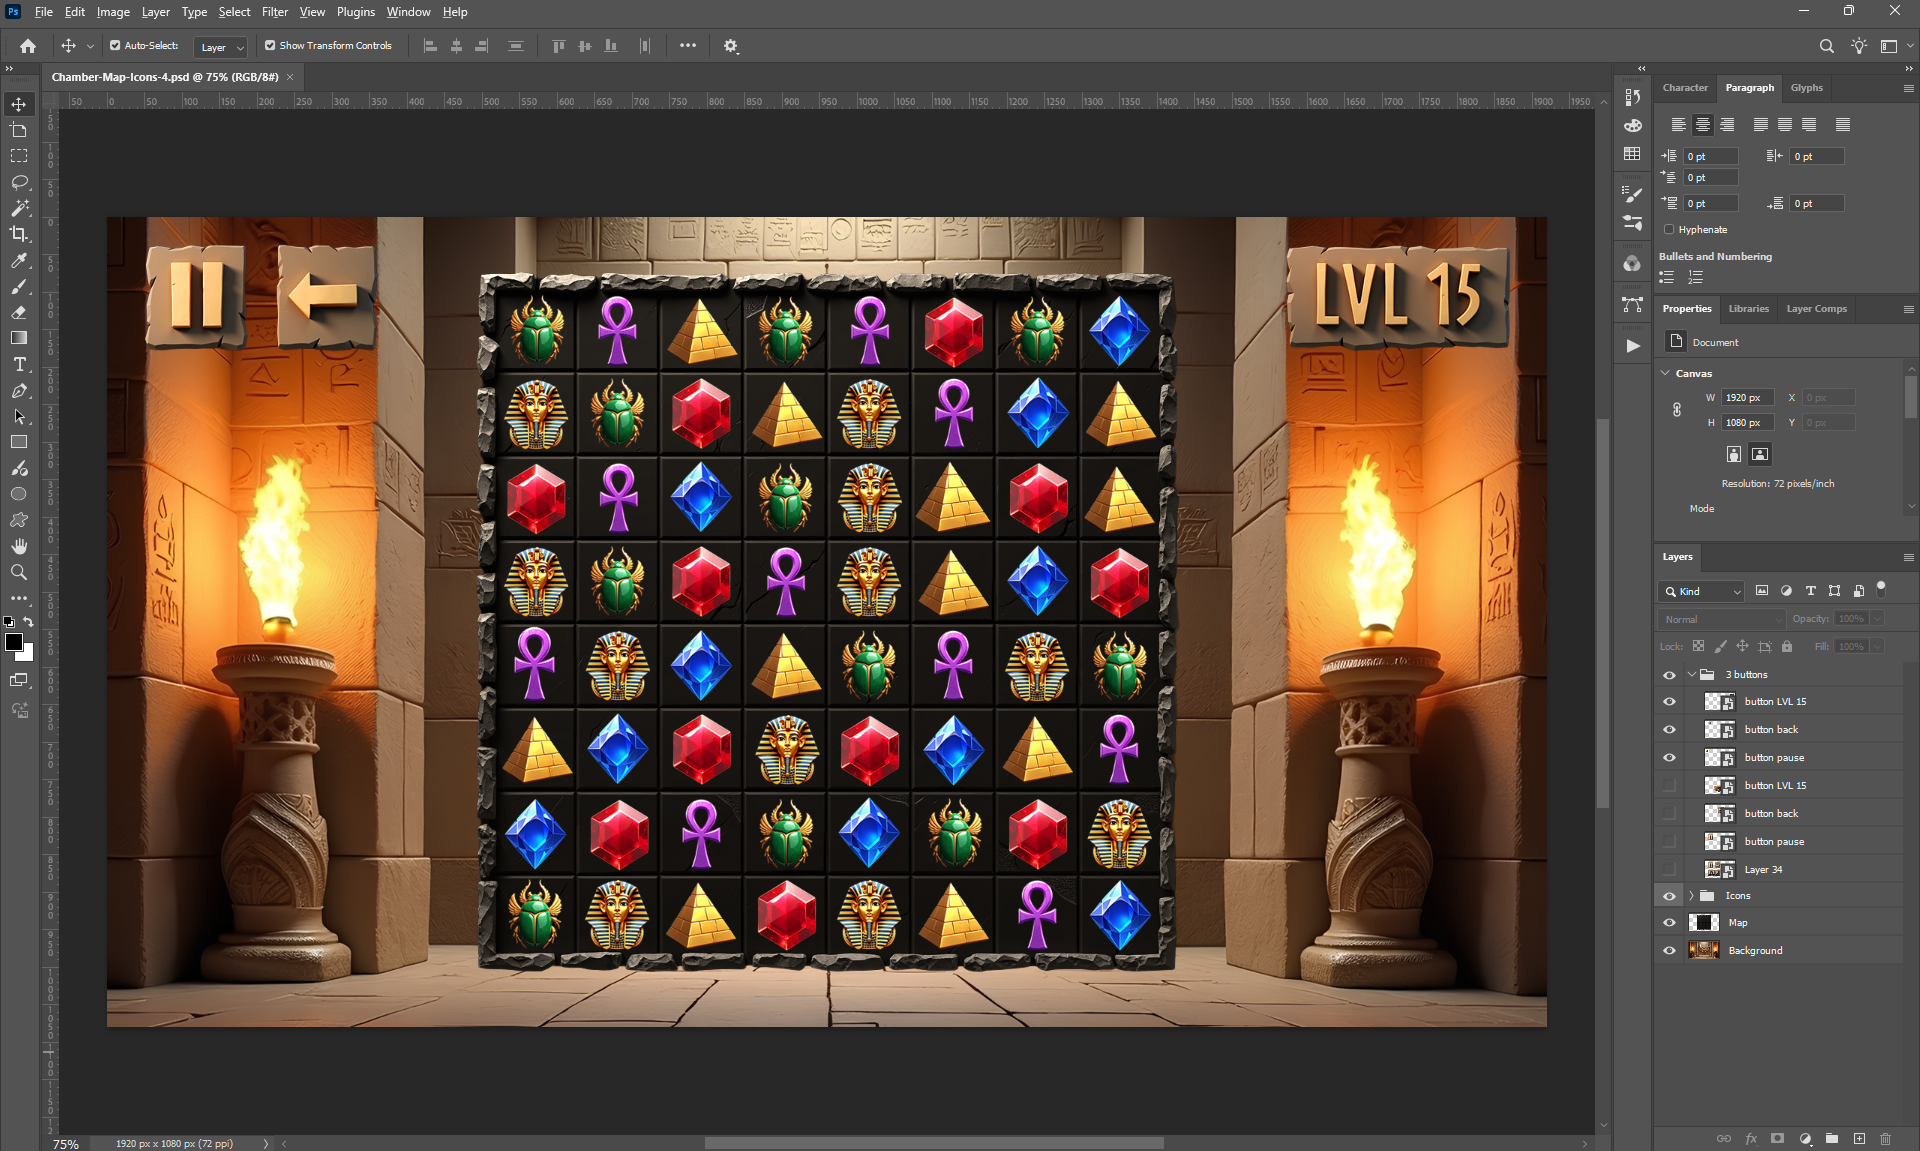 Ps File Edit Image Layer Type Select Filter View Plugins Window Help
Auto-Select: Layer Show Transform Controls
Chamber-Map-Icons-4.psd @ 75% (RGB/8#)
50 0 50 100 150 200 250 300 350 400 450 500 550 600 650 700 750 800 850 900 950 1000 1050 1100 1150 1200 1250 1300 1350 1400 1450 1500 1550 1600 1650 1700 1750 1800 1850 1900 1950
LVL 15
Character Paragraph Glyphs
0 pt 0 pt
0 pt
0 pt 0 pt
Hyphenate
Bullets and Numbering
Properties Libraries Layer Comps
Document
Canvas
W 1920 px X 0 px
H 1080 px Y 0 px
Resolution: 72 pixels/inch
Mode
Layers
Kind
Normal Opacity: 100%
Lock: Fill: 100%
3 buttons
button LVL 15
button back
button pause
button LVL 15
button back
button pause
Layer 34
Icons
Map
Background
fx
75% 1920 px x 1080 px (72 ppi)